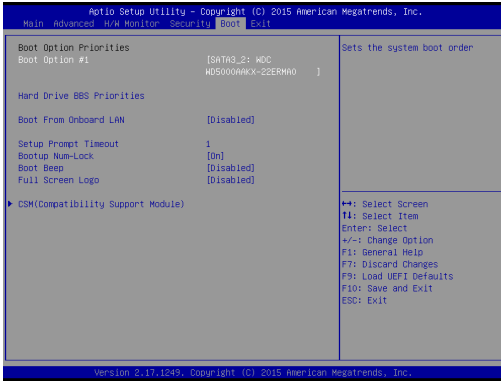 Aptio Setup Utility – Copyright (C) 2015 American Megatrends, Inc.
Main Advanced H/W Monitor Security Boot Exit
Boot Option Priorities
Boot Option #1 [SATA3_2: WDC
WD5000AAKX-22ERMA0 ]
Hard Drive BBS Priorities
Boot From Onboard LAN [Disabled]
Setup Prompt Timeout 1
Bootup Num-Lock [On]
Boot Beep [Disabled]
Full Screen Logo [Disabled]
CSM(Compatibility Support Module)
Sets the system boot order
↔: Select Screen
↑↓: Select Item
Enter: Select
+/-: Change Option
F1: General Help
F7: Discard Changes
F9: Load UEFI Defaults
F10: Save and Exit
ESC: Exit
Version 2.17.1249. Copyright (C) 2015 American Megatrends, Inc.